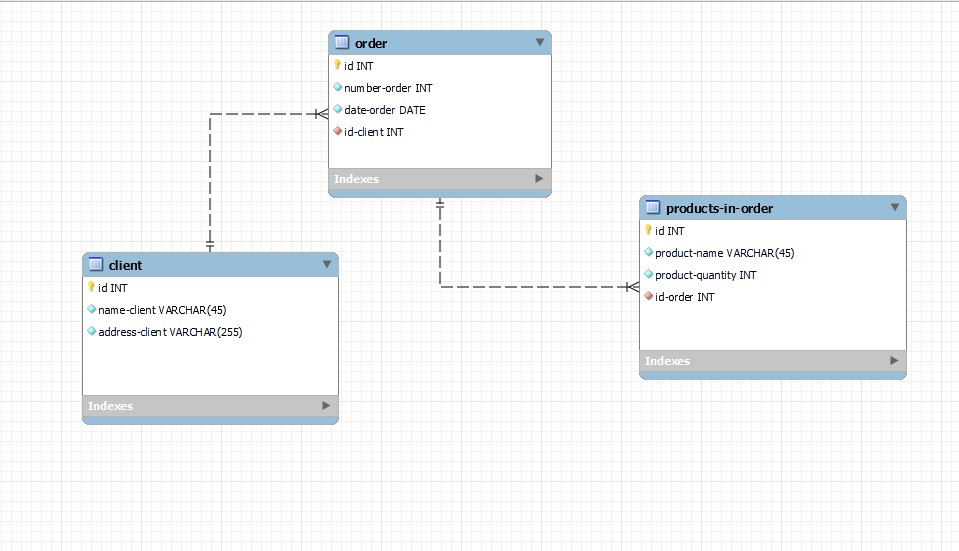 order
id INT
number-order INT
date-order DATE
id-client INT
Indexes
client
id INT
name-client VARCHAR(45)
address-client VARCHAR(255)
Indexes
products-in-order
id INT
product-name VARCHAR(45)
product-quantity INT
id-order INT
Indexes